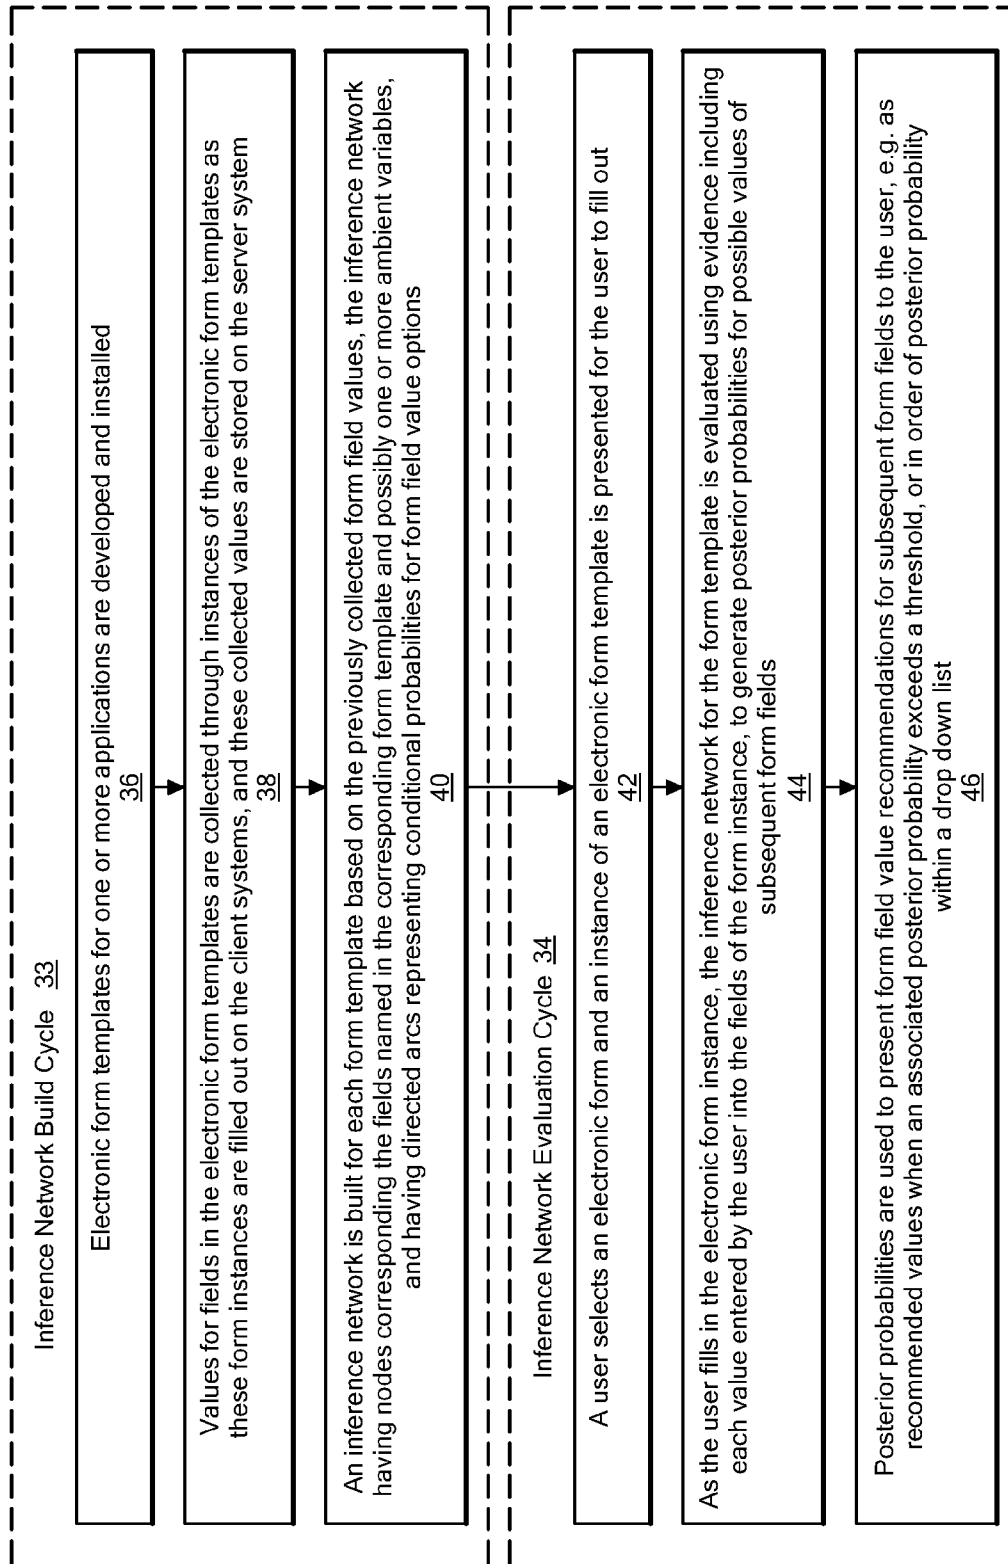 Inference Network Build Cycle 33
Electronic form templates for one or more applications are developed and installed
36
Values for fields in the electronic form templates are collected through instances of the electronic form templates as
these form instances are filled out on the client systems, and these collected values are stored on the server system
38
An inference network is built for each form template based on the previously collected form field values, the inference network
having nodes corresponding the fields named in the corresponding form template and possibly one or more ambient variables,
and having directed arcs representing conditional probabilities for form field value options
40
Inference Network Evaluation Cycle 34
A user selects an electronic form and an instance of an electronic form template is presented for the user to fill out
42
As the user fills in the electronic form instance, the inference network for the form template is evaluated using evidence including
each value entered by the user into the fields of the form instance, to generate posterior probabilities for possible values of
subsequent form fields
44
Posterior probabilities are used to present form field value recommendations for subsequent form fields to the user, e.g. as
recommended values when an associated posterior probability exceeds a threshold, or in order of posterior probability
within a drop down list
46